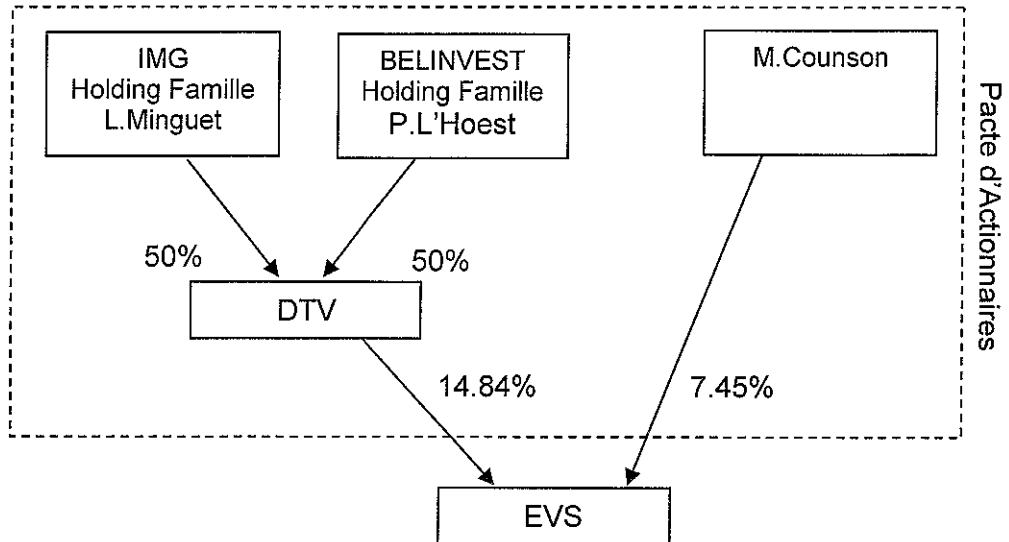 IMG
Holding Famille
L.Minguet
BELINVEST
Holding Famille
P.L'Hoest
M.Counson
Pacte d'Actionnaires
50%
50%
DTV
14.84%
7.45%
EVS